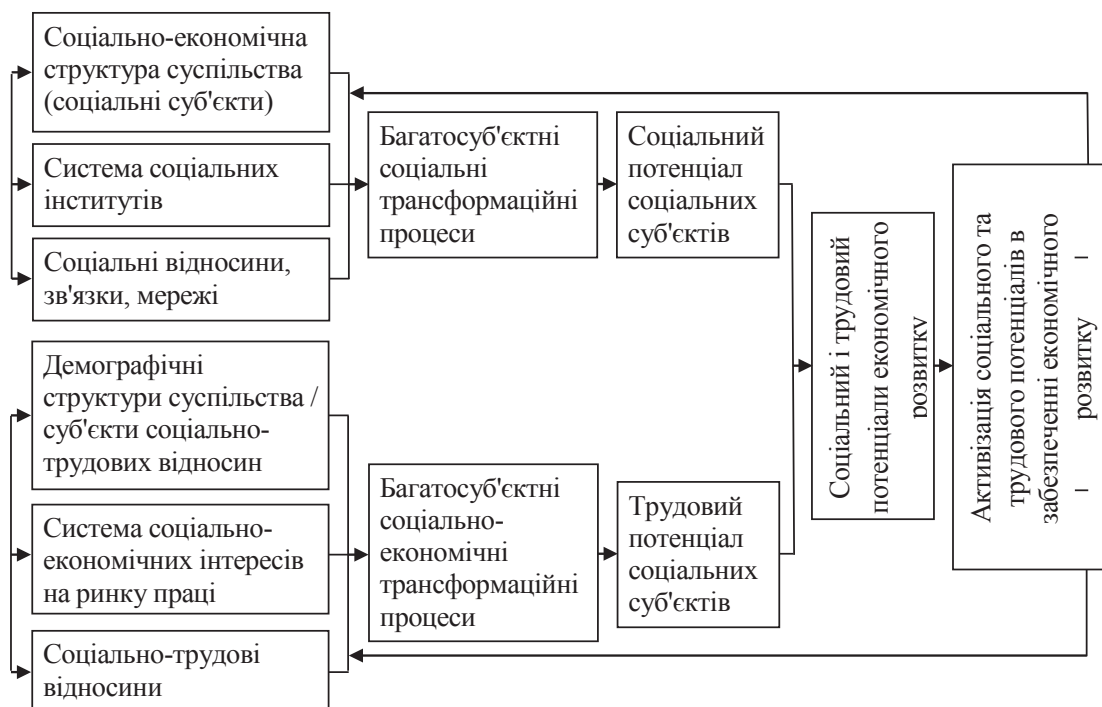 Соціально-економічна
структура суспільства
(соціальні суб'єкти)
Система соціальних
інститутів
Соціальні відносини,
зв'язки, мережі
Багатосуб'єктні
соціальні
трансформаційні
процеси
Соціальний
потенціал
соціальних
суб'єктів
Демографічні
структури суспільства /
суб'єкти соціально-
трудових відносин
Система соціально-
економічних інтересів
на ринку праці
Соціально-трудові
відносини
Багатосуб'єктні
соціально-
економічні
трансформаційні
процеси
Трудовий
потенціал
соціальних
суб'єктів
Соціальний і трудовий
потенціали економічного
розвитку
Активізація соціального та
трудового потенціалів в
забезпеченні економічного
розвитку